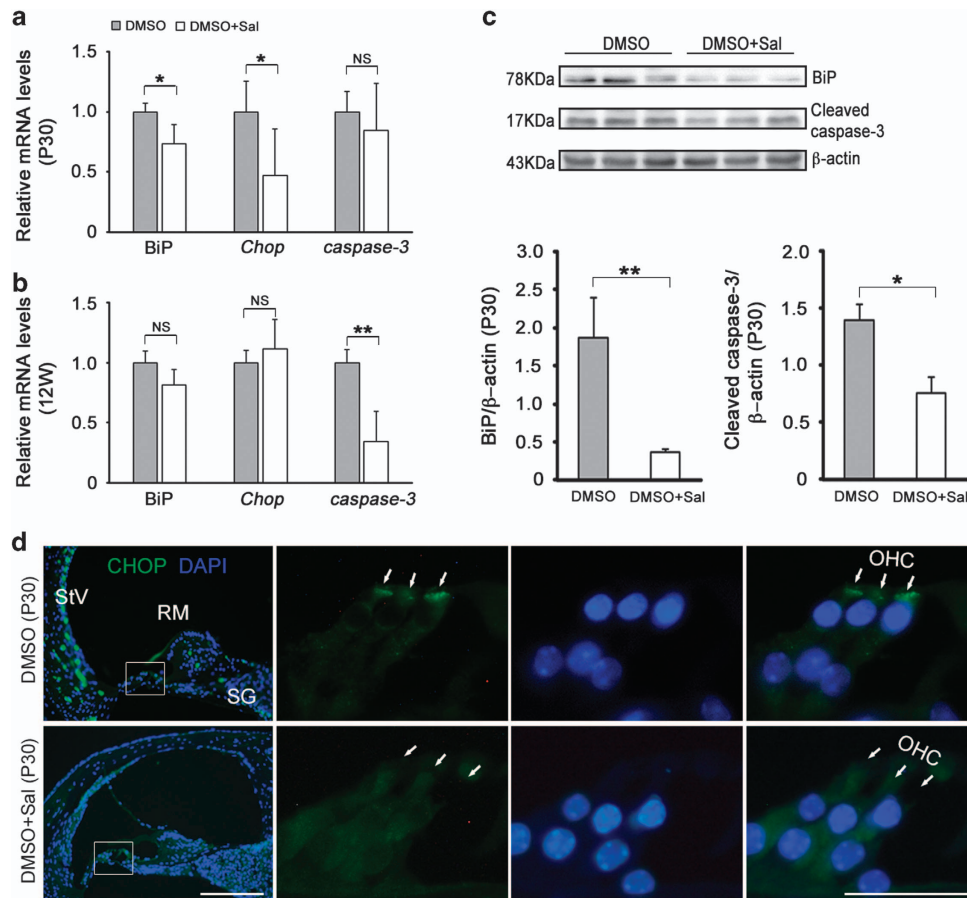 a
DMSO DMSO+Sal
Relative mRNA levels
(P30)
1.5
1.0
0.5
0
*
*
NS
BiP Chop caspase-3
b
Relative mRNA levels
(12W)
1.5
1.0
0.5
0
NS
NS
**
BiP Chop caspase-3
c
DMSO DMSO+Sal
78KDa BiP
17KDa Cleaved
caspase-3
43KDa β-actin
BiP/β−actin (P30)
3.0
2.5
2.0
1.5
1.0
0.5
0
**
DMSO DMSO+Sal
Cleaved caspase-3/
β−actin (P30)
2.0
1.5
1.0
0.5
0
*
DMSO DMSO+Sal
d
DMSO (P30)
CHOP DAPI
StV
RM
SG
OHC
DMSO+Sal (P30)
OHC